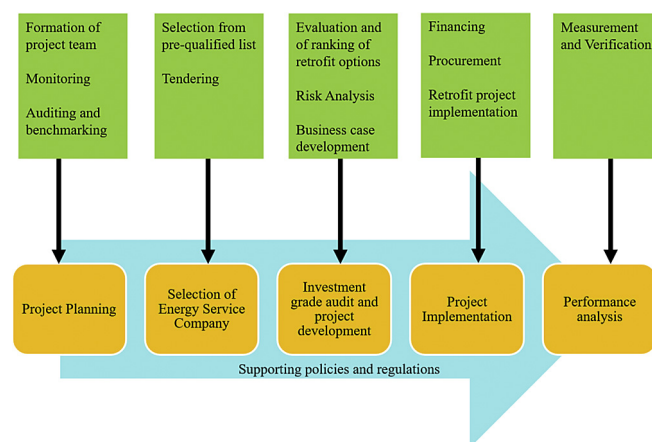 Formation of
project team
Monitoring
Auditing and
benchmarking
Selection from
pre-qualified list
Tendering
Evaluation and
of ranking of
retrofit options
Risk Analysis
Business case
development
Financing
Procurement
Retrofit project
implementation
Measurement
and Verification
Project Planning
Selection of
Energy Service
Company
Investment
grade audit and
project
development
Project
Implementation
Performance
analysis
Supporting policies and regulations